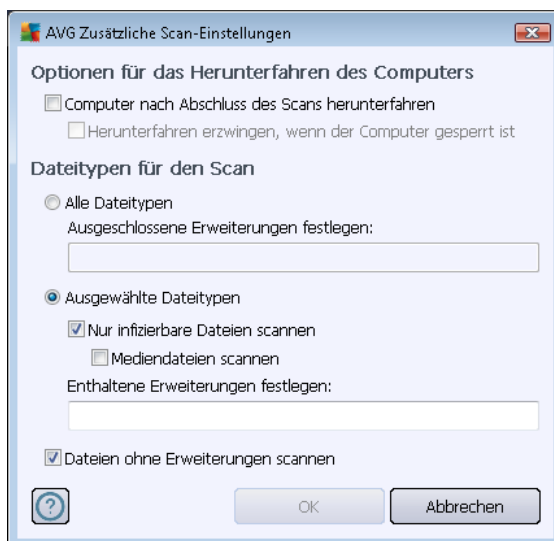 AVG Zusätzliche Scan-Einstellungen
Optionen für das Herunterfahren des Computers
Computer nach Abschluss des Scans herunterfahren
Herunterfahren erzwingen, wenn der Computer gesperrt ist
Dateitypen für den Scan
Alle Dateitypen
Ausgeschlossene Erweiterungen festlegen:
Ausgewählte Dateitypen
Nur infizierbare Dateien scannen
Mediendateien scannen
Enthaltene Erweiterungen festlegen:
Dateien ohne Erweiterungen scannen
? OK Abbrechen